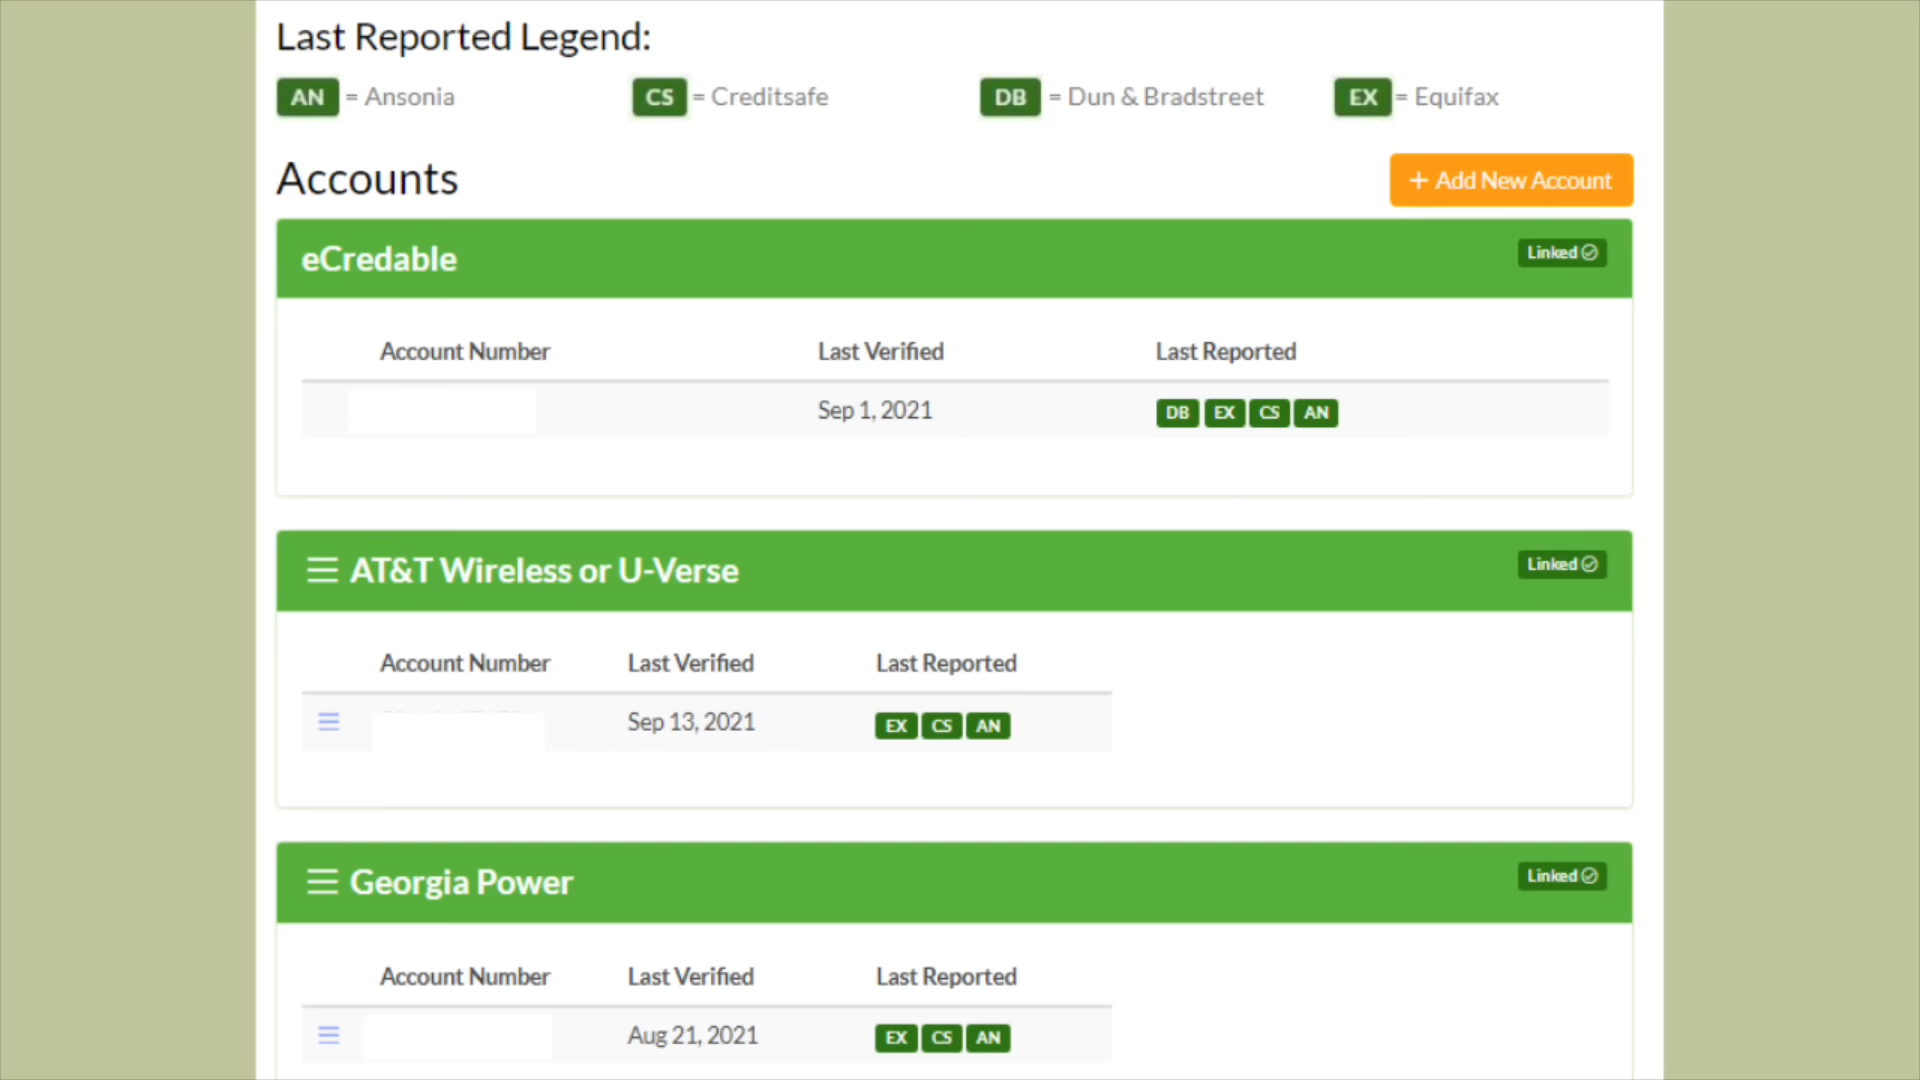 Last Reported Legend:
AN = Ansonia CS = Creditsafe DB = Dun & Bradstreet EX = Equifax
Accounts + Add New Account
eCredable Linked
Account Number Last Verified Last Reported
Sep 1, 2021 DB EX CS AN
AT&T Wireless or U-Verse Linked
Account Number Last Verified Last Reported
Sep 13, 2021 EX CS AN
Georgia Power Linked
Account Number Last Verified Last Reported
Aug 21, 2021 EX CS AN